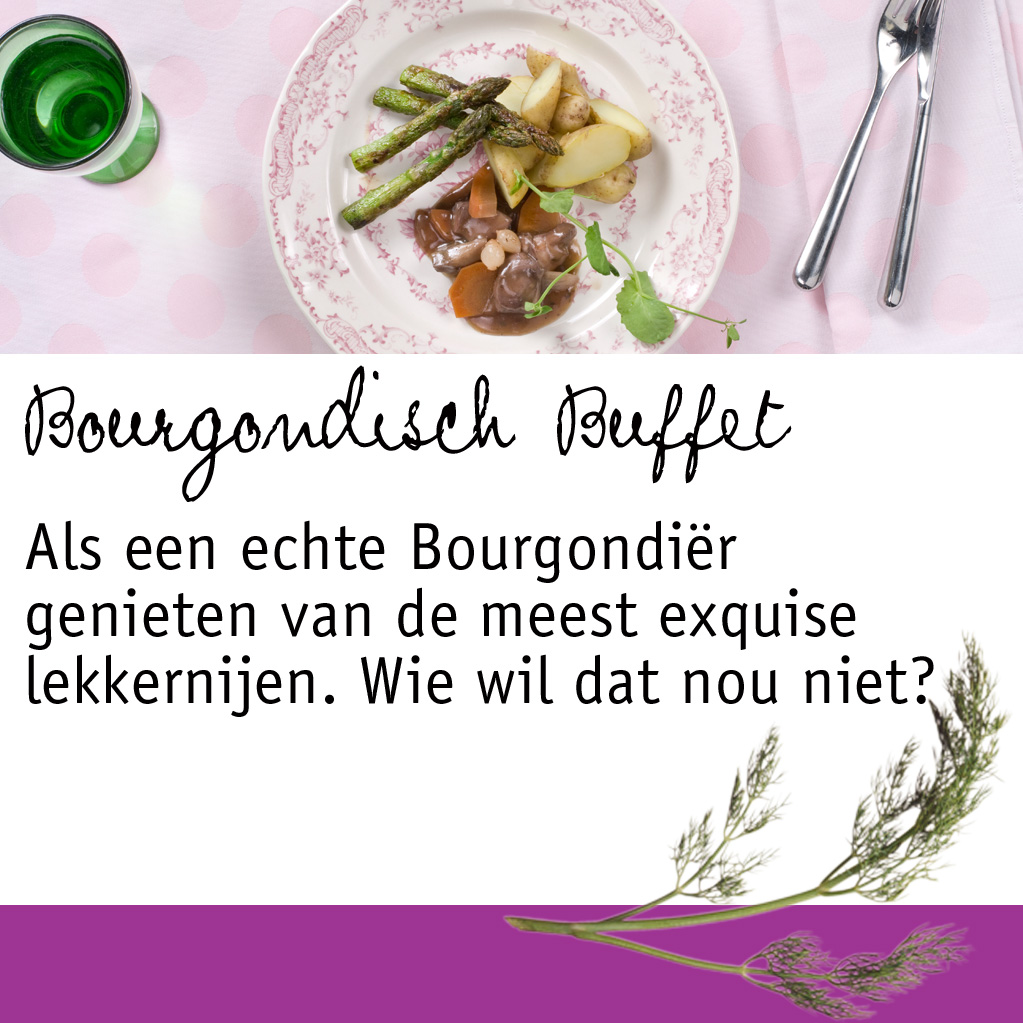 Bourgondisch Buffet
Als een echte Bourgondiër
genieten van de meest exquise
lekkernijen. Wie wil dat nou niet?